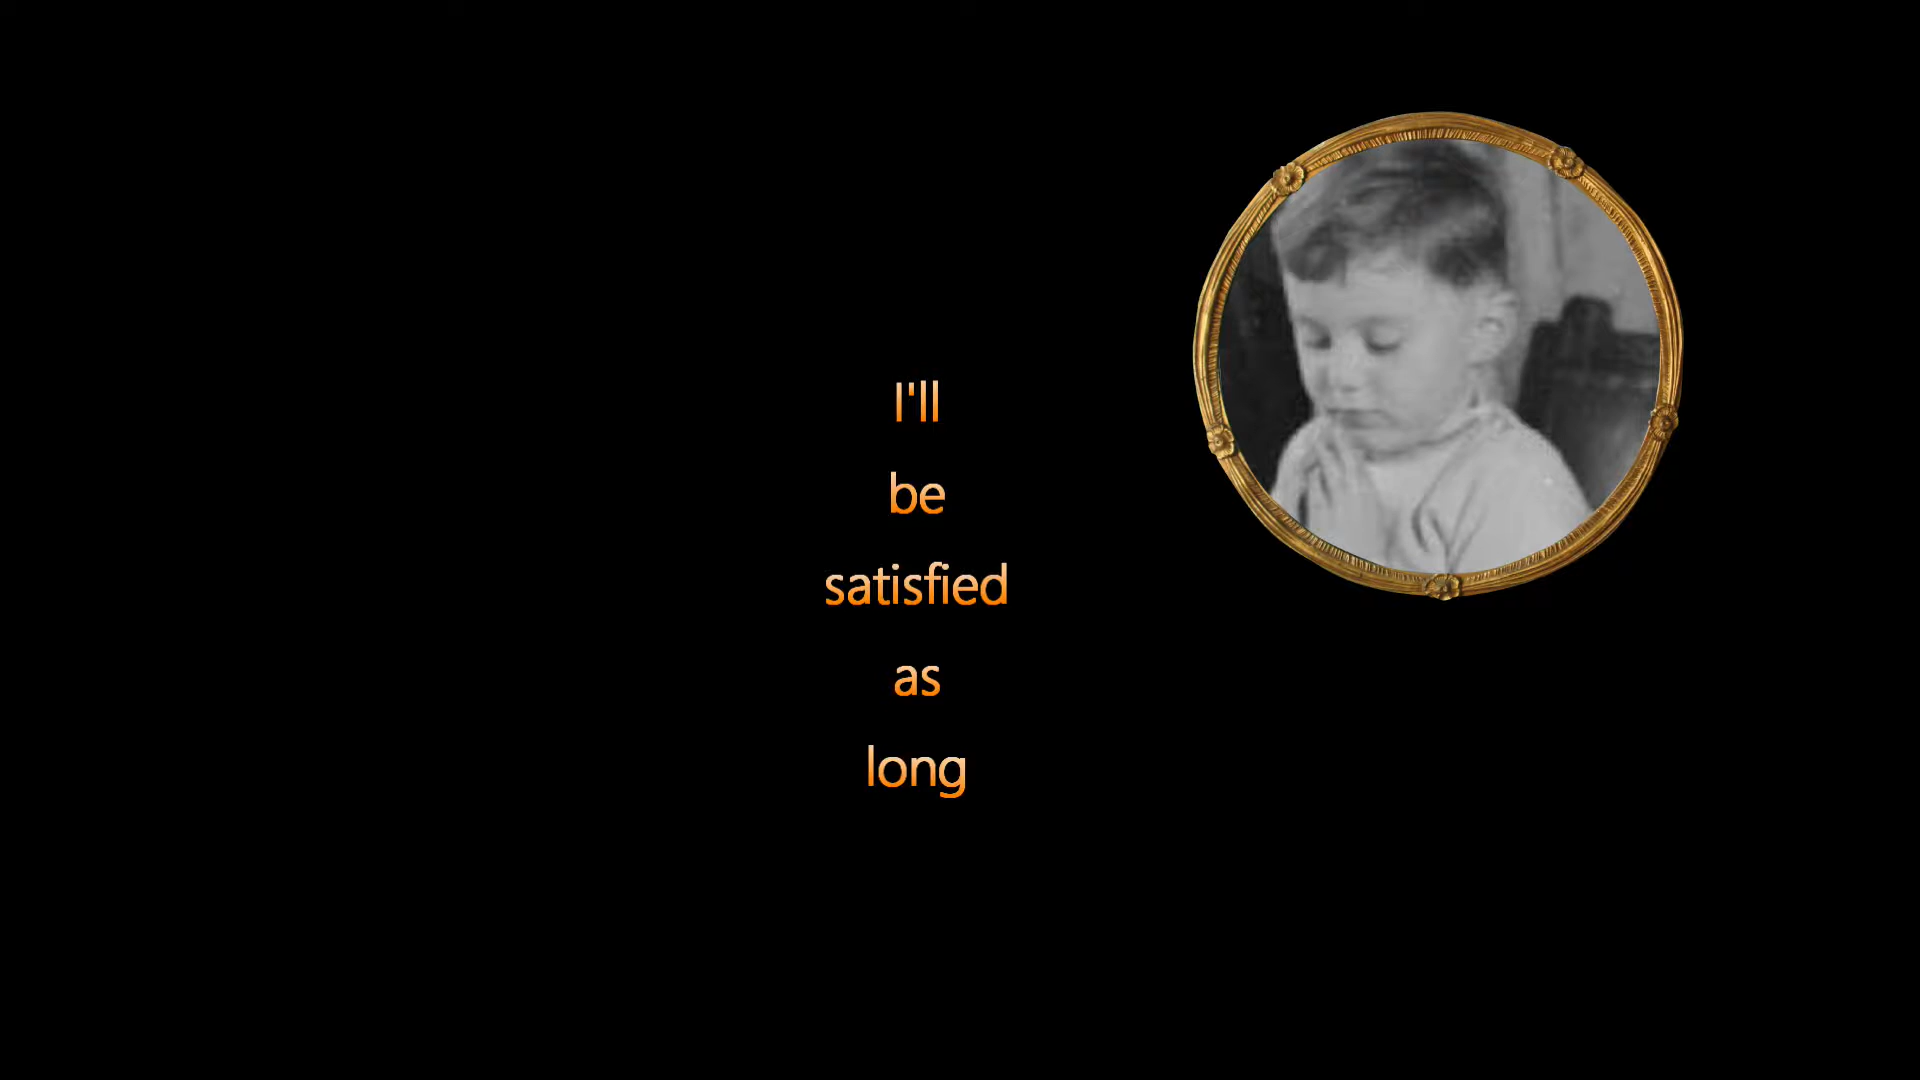 I'll
be
satisfied
as
long